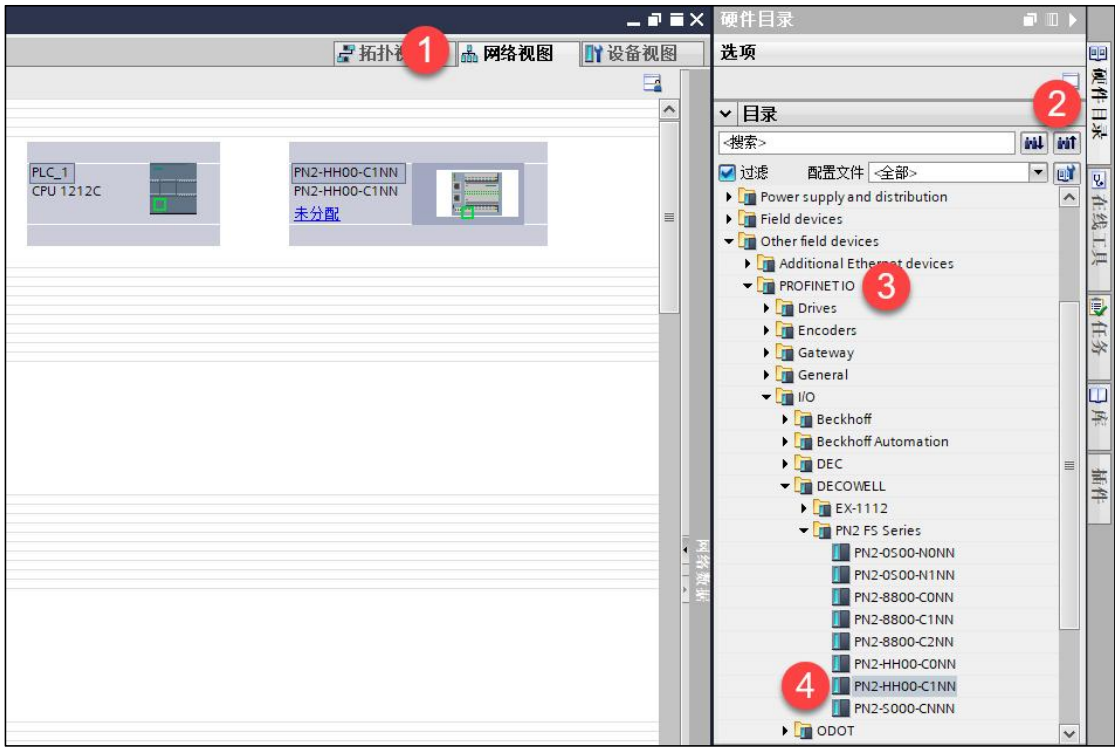 硬件目录
拓扑视
网络视图
设备视图
选项
目录
<搜索>
过滤
配置文件
<全部>
PLC_1
CPU 1212C
PN2-HH00-C1NN
PN2-HH00-C1NN
未分配
Power supply and distribution
Field devices
Other field devices
Additional Ethernet devices
PROFINET IO
Drives
Encoders
Gateway
General
I/O
Beckhoff
Beckhoff Automation
DEC
DECOWELL
EX-1112
PN2 FS Series
PN2-0S00-N0NN
PN2-0S00-N1NN
PN2-8800-C0NN
PN2-8800-C1NN
PN2-8800-C2NN
PN2-HH00-C0NN
PN2-HH00-C1NN
PN2-S000-CNNN
ODOT
网络数据
硬件目录
在线工具
任务
库
插件
1
2
3
4